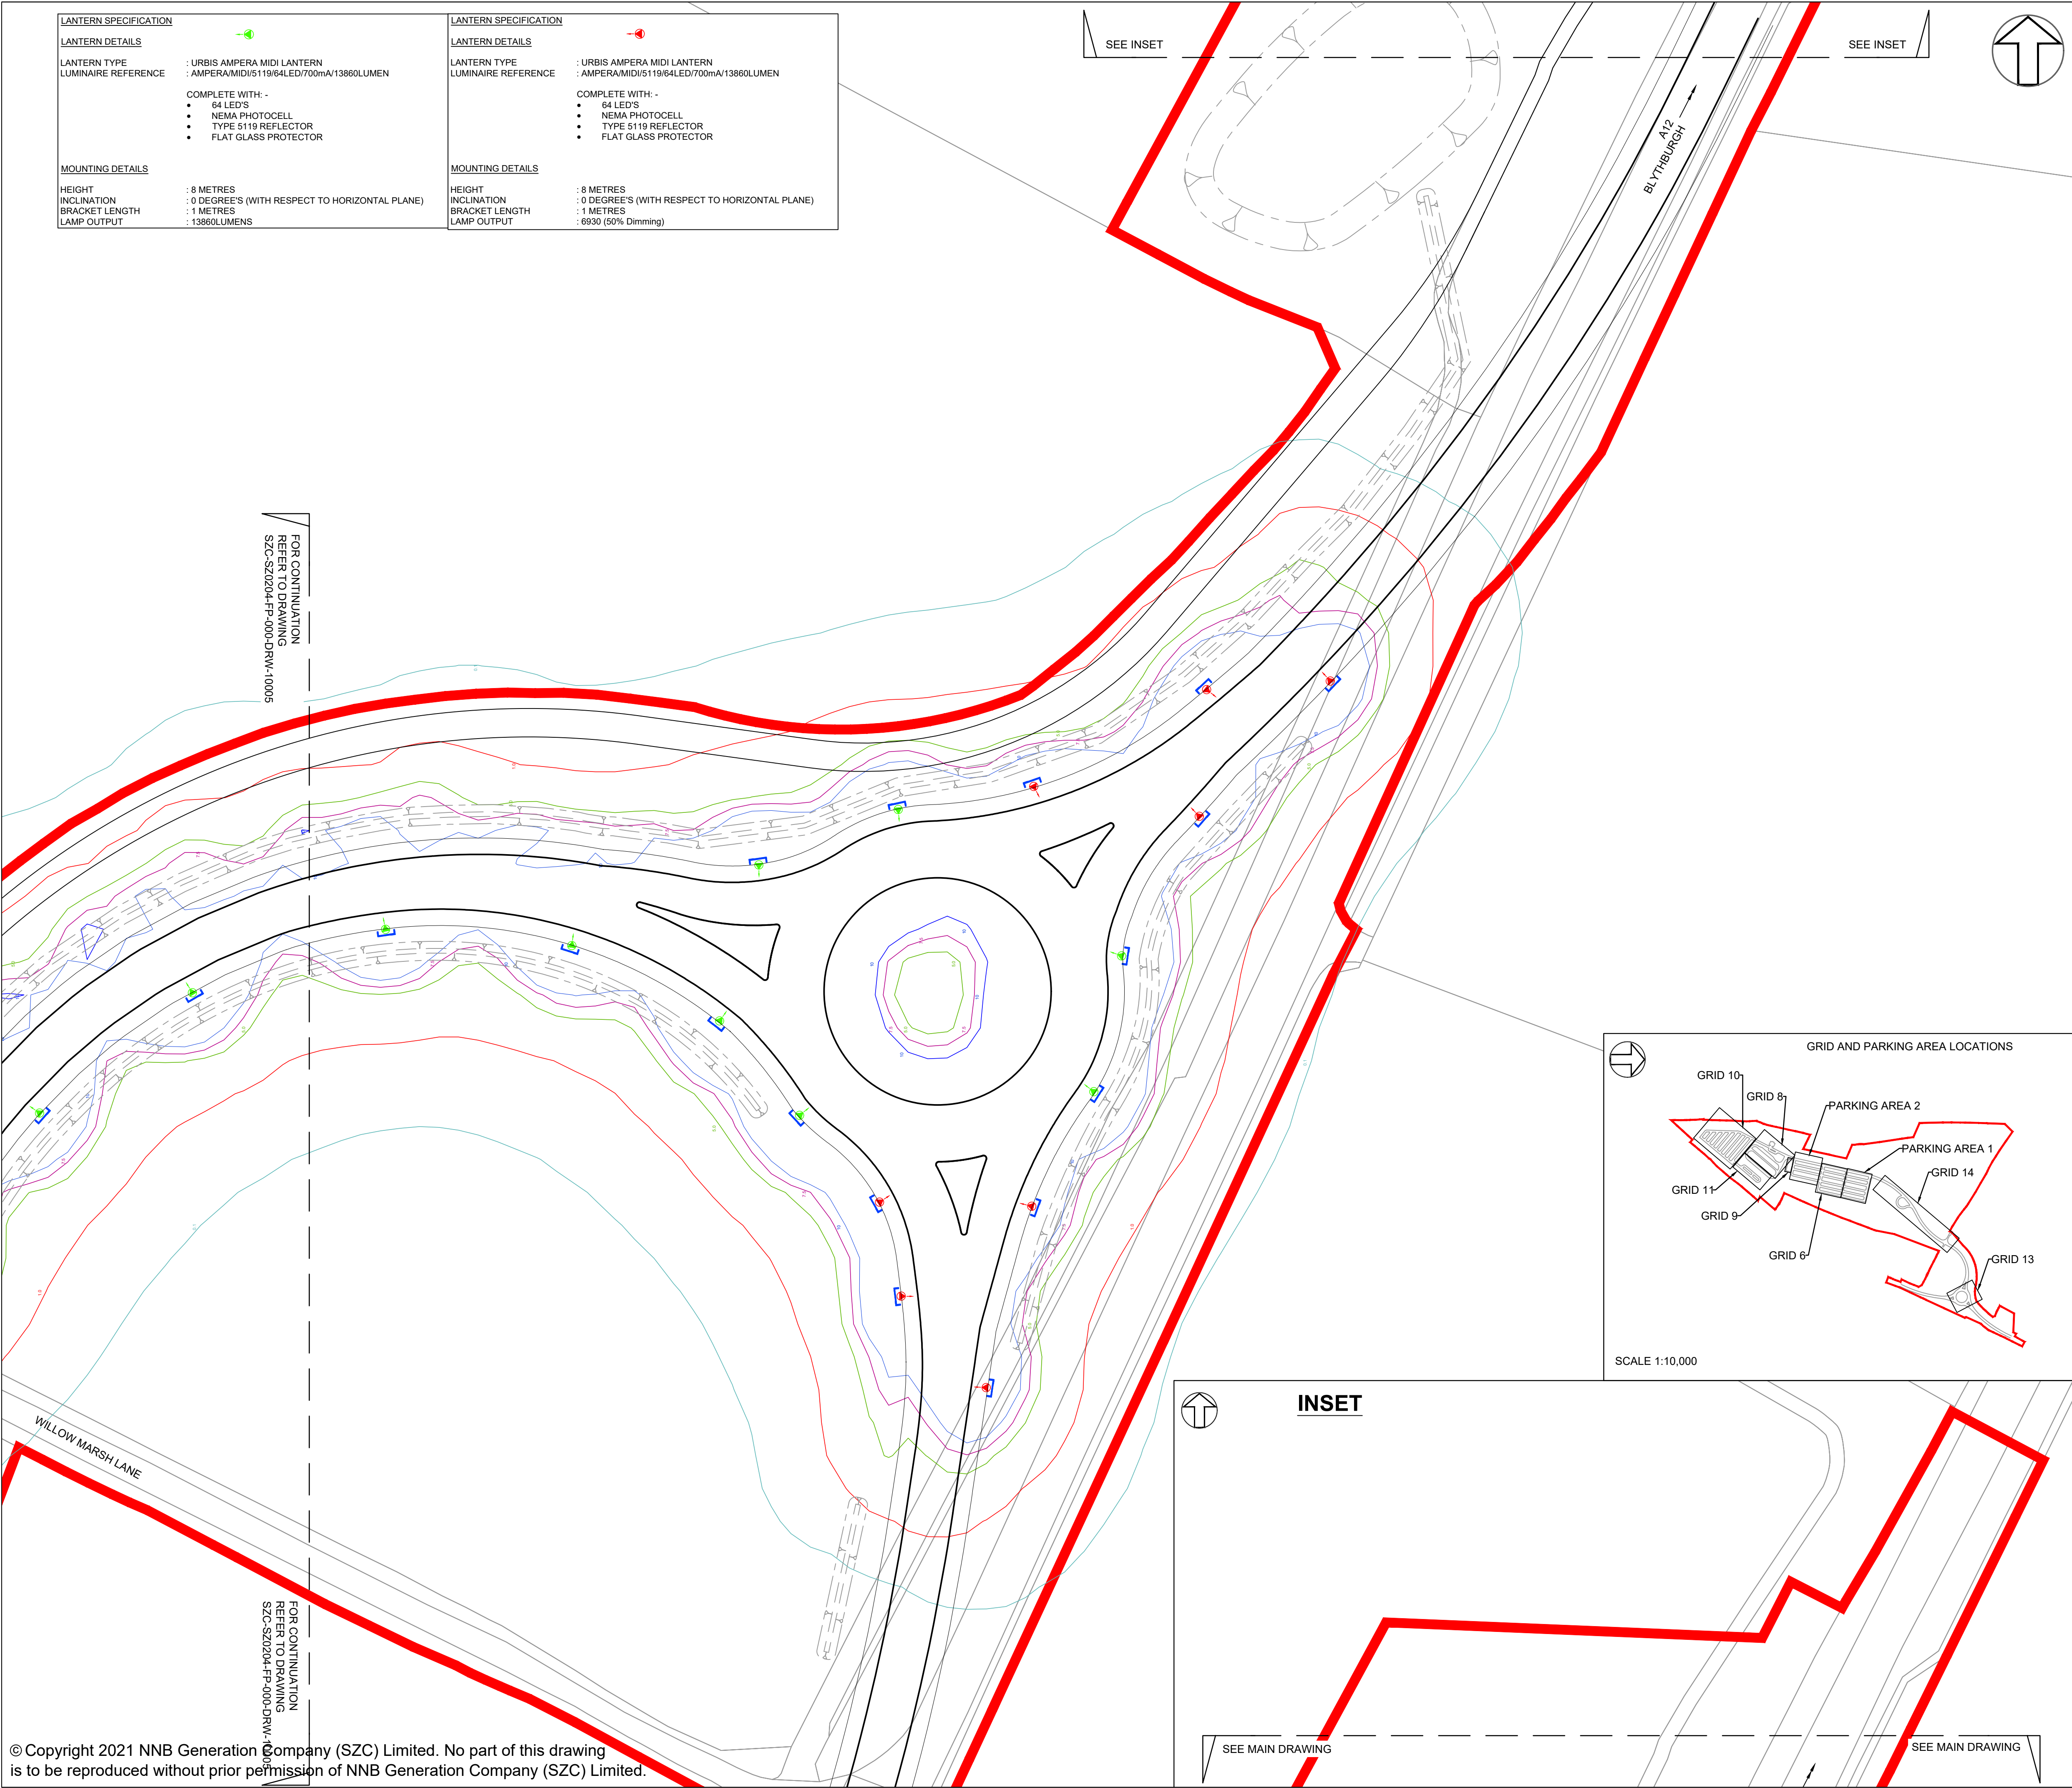 LANTERN SPECIFICATION
LANTERN DETAILS
LANTERN TYPE : URBIS AMPERA MIDI LANTERN
LUMINAIRE REFERENCE : AMPERA/MIDI/5119/64LED/700mA/13860LUMEN
COMPLETE WITH: -
• 64 LED'S
• NEMA PHOTOCELL
• TYPE 5119 REFLECTOR
• FLAT GLASS PROTECTOR
MOUNTING DETAILS
HEIGHT : 8 METRES
INCLINATION : 0 DEGREE'S (WITH RESPECT TO HORIZONTAL PLANE)
BRACKET LENGTH : 1 METRES
LAMP OUTPUT : 13860LUMENS
LANTERN SPECIFICATION
LANTERN DETAILS
LANTERN TYPE : URBIS AMPERA MIDI LANTERN
LUMINAIRE REFERENCE : AMPERA/MIDI/5119/64LED/700mA/13860LUMEN
COMPLETE WITH: -
• 64 LED'S
• NEMA PHOTOCELL
• TYPE 5119 REFLECTOR
• FLAT GLASS PROTECTOR
MOUNTING DETAILS
HEIGHT : 8 METRES
INCLINATION : 0 DEGREE'S (WITH RESPECT TO HORIZONTAL PLANE)
BRACKET LENGTH : 1 METRES
LAMP OUTPUT : 6930 (50% Dimming)
SEE INSET
SEE INSET
A12
BLYTHBURGH
FOR CONTINUATION
REFER TO DRAWING
SZC-SZ0204-FP-000-DRW-10005
GRID AND PARKING AREA LOCATIONS
GRID 10
GRID 8
PARKING AREA 2
PARKING AREA 1
GRID 14
GRID 11
GRID 9
GRID 6
GRID 13
SCALE 1:10,000
INSET
WILLOW MARSH LANE
FOR CONTINUATION
REFER TO DRAWING
SZC-SZ0204-FP-000-DRW-10005
SEE MAIN DRAWING
SEE MAIN DRAWING
© Copyright 2021 NNB Generation Company (SZC) Limited. No part of this drawing
is to be reproduced without prior permission of NNB Generation Company (SZC) Limited.